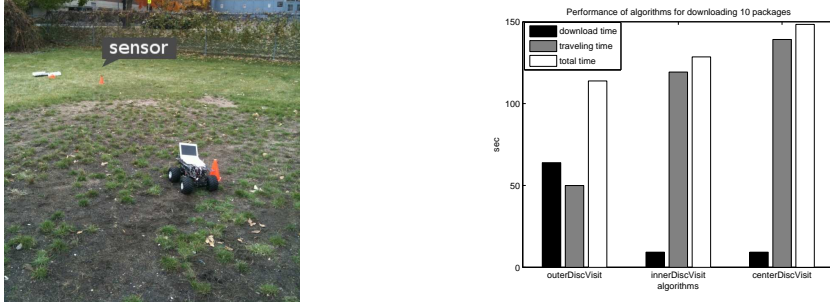 sensor
Performance of algorithms for downloading 10 packages
download time
traveling time
total time
150
100
50
0
sec
outerDiscVisit innerDiscVisit centerDiscVisit
algorithms